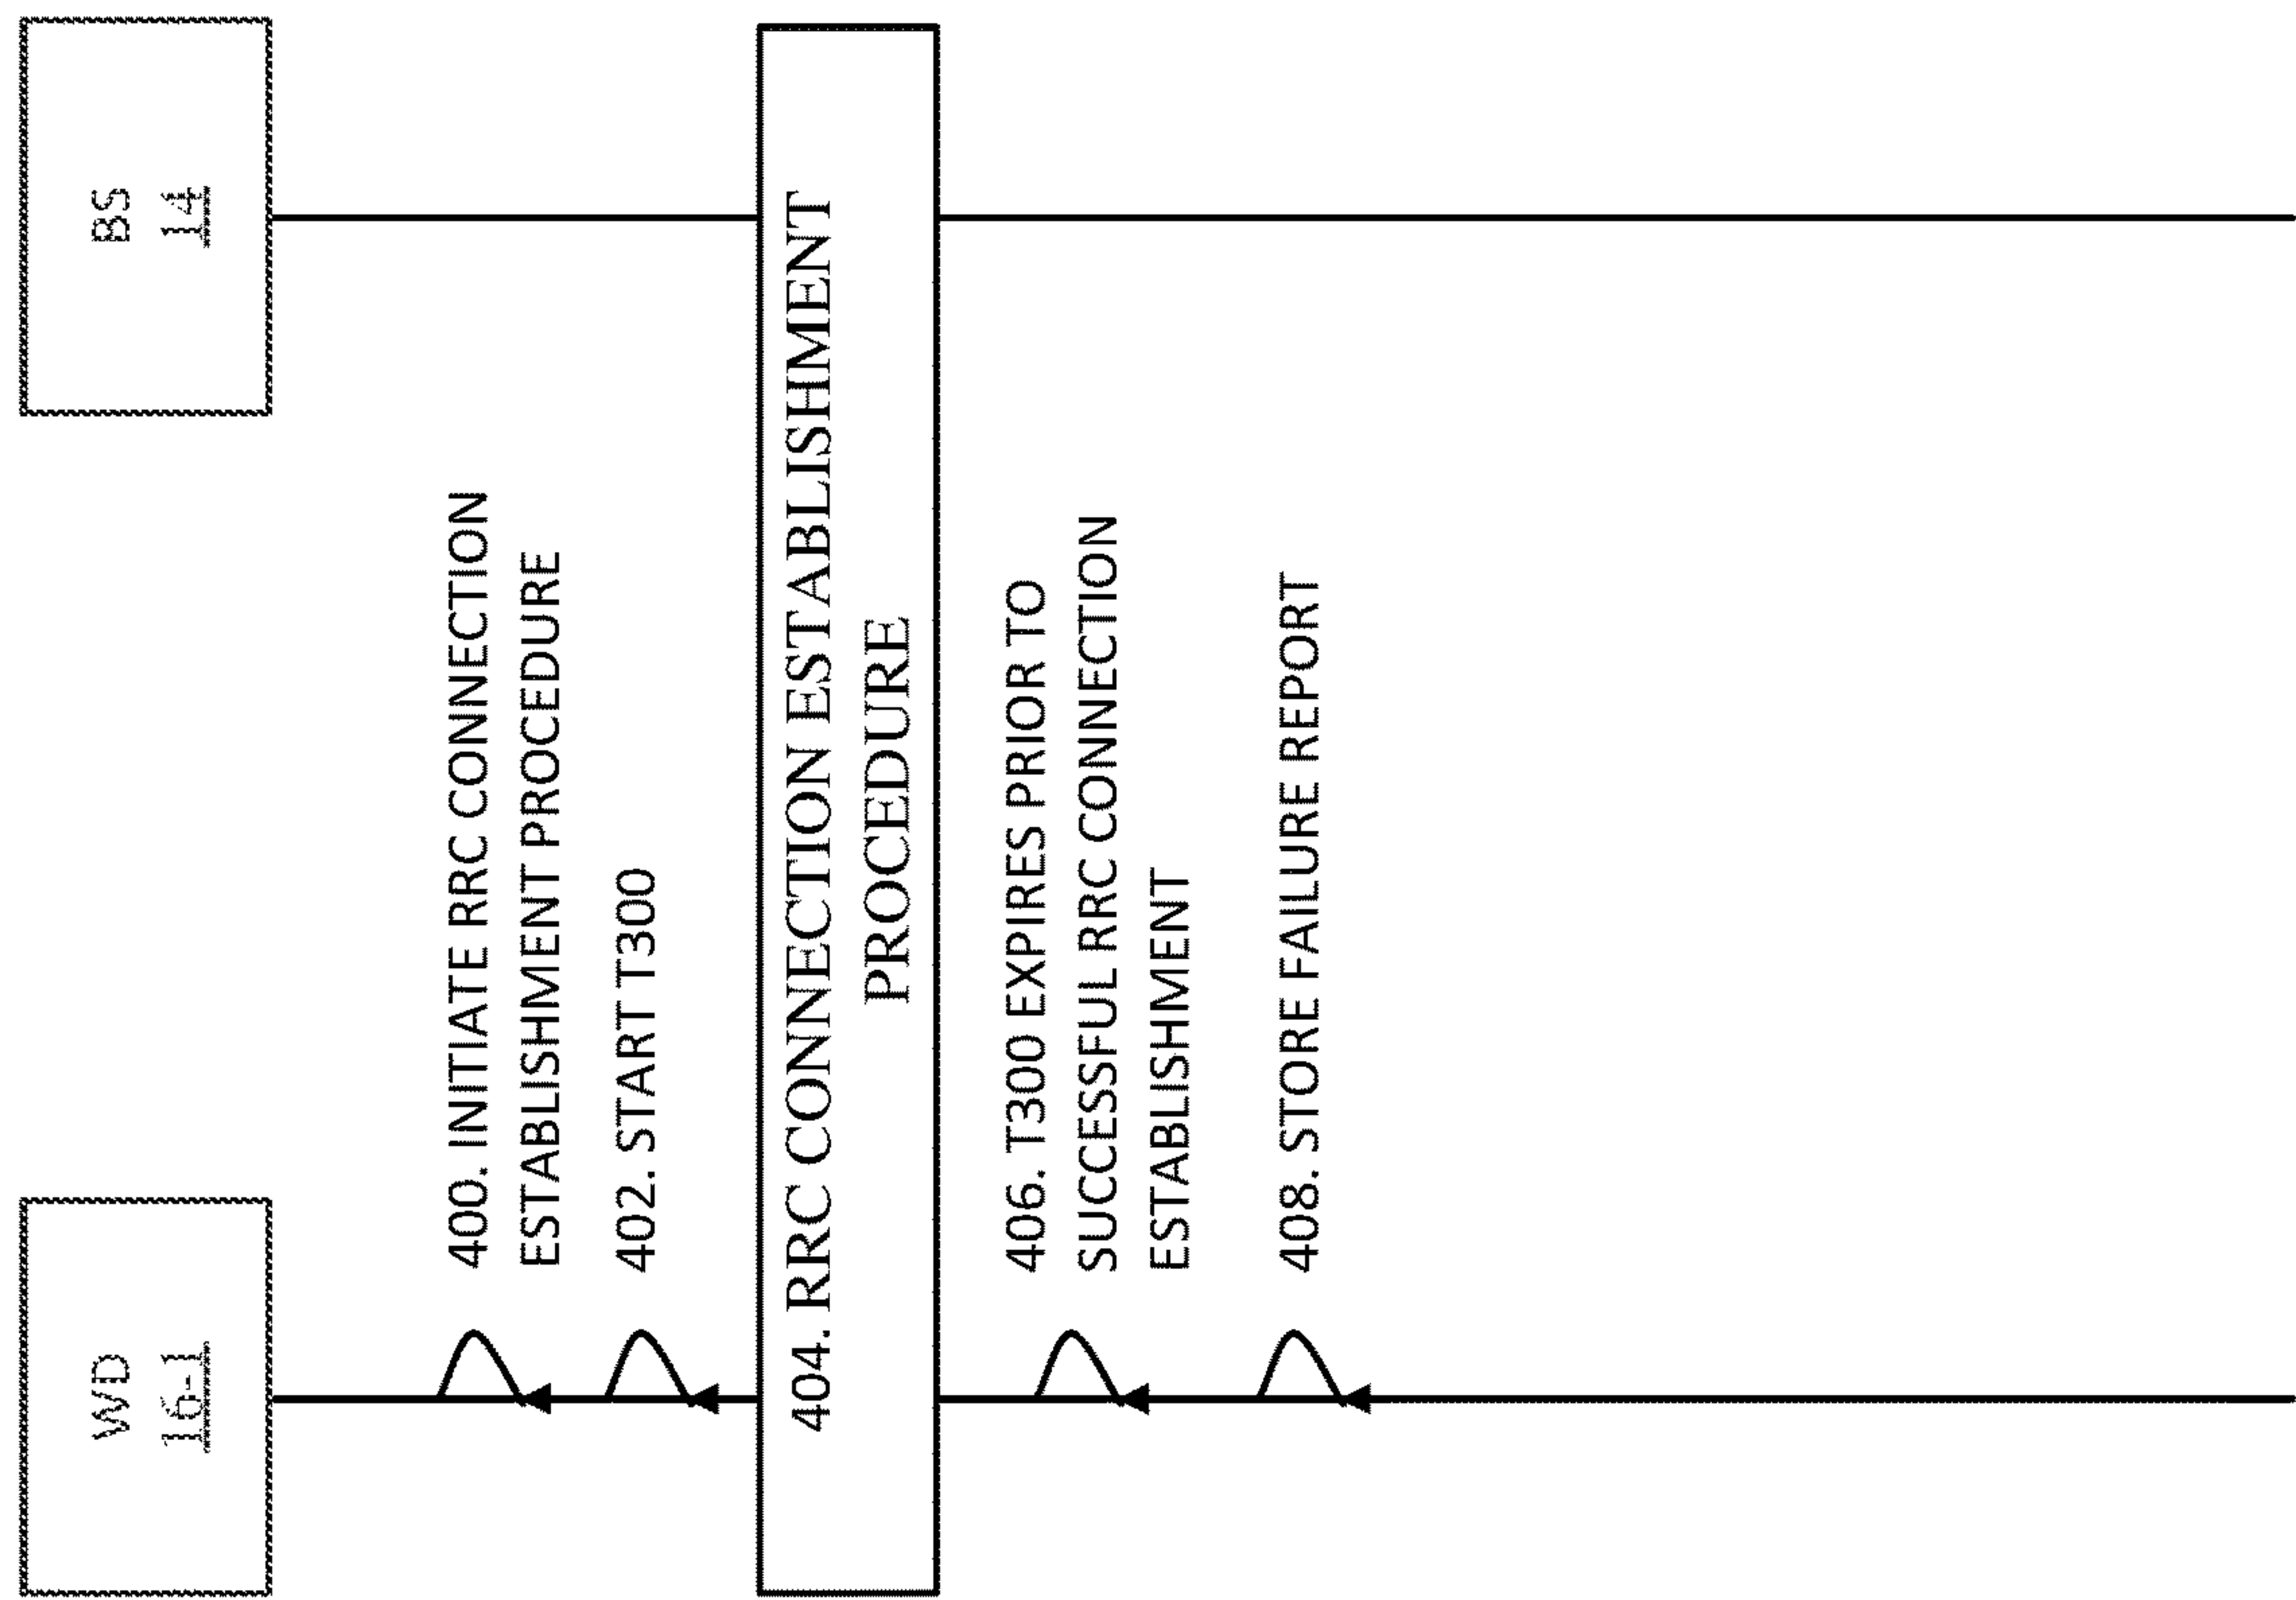 WD
16-1
BS
14
400. INITIATE RRC CONNECTION
ESTABLISHMENT PROCEDURE
402. START T300
404. RRC CONNECTION ESTABLISHMENT
PROCEDURE
406. T300 EXPIRES PRIOR TO
SUCCESSFUL RRC CONNECTION
ESTABLISHMENT
408. STORE FAILURE REPORT